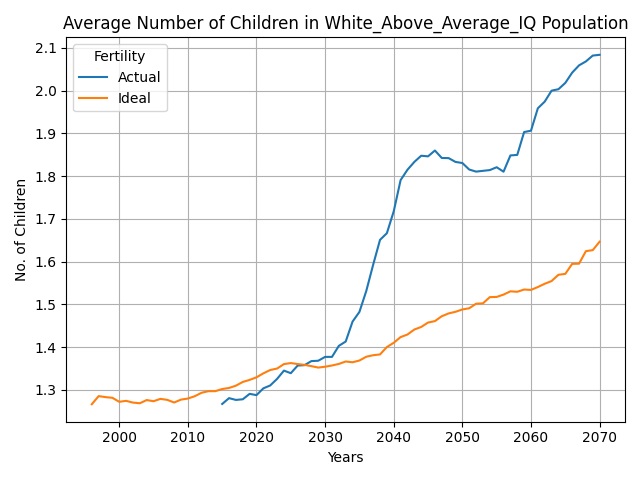 Average Number of Children in White_Above_Average_IQ Population
Fertility
Actual
Ideal
2.1
2.0
1.9
1.8
1.7
1.6
1.5
1.4
1.3
No. of Children
2000 2010 2020 2030 2040 2050 2060 2070
Years